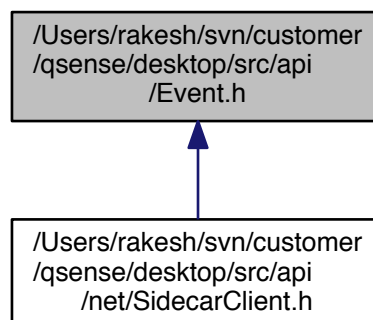 /Users/rakesh/svn/customer
/qsense/desktop/src/api
/Event.h
/Users/rakesh/svn/customer
/qsense/desktop/src/api
/net/SidecarClient.h